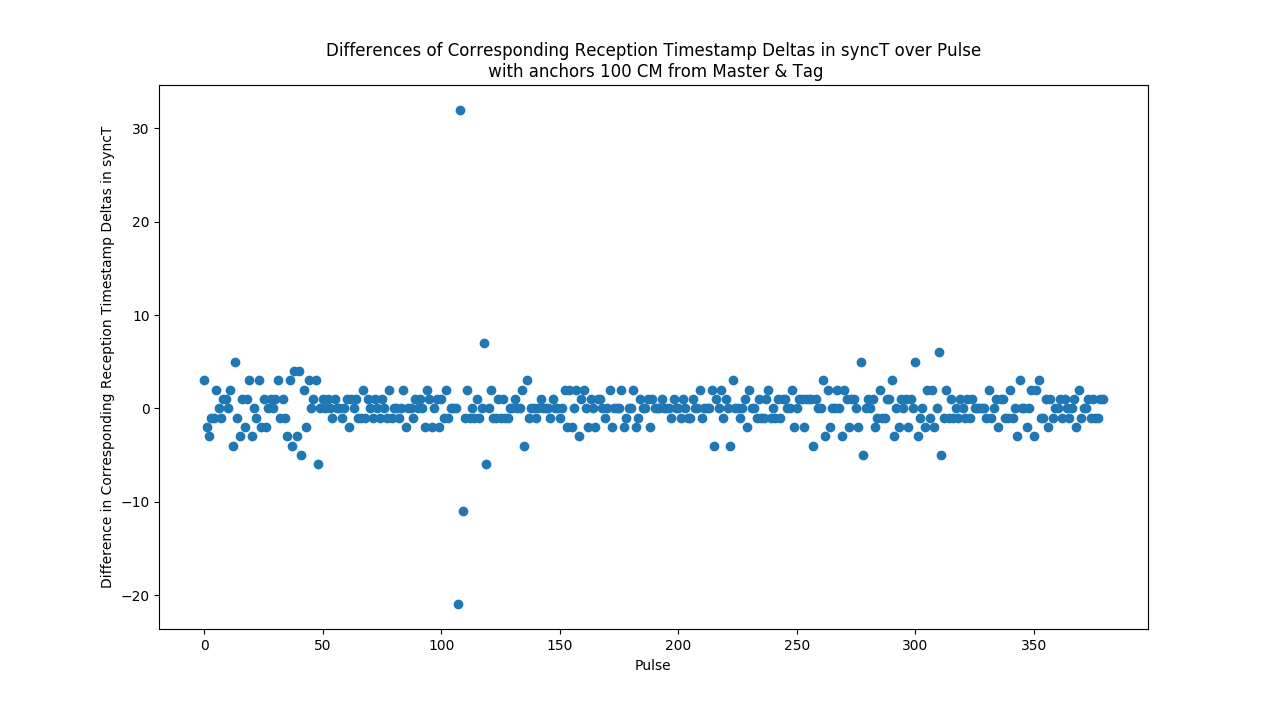 Differences of Corresponding Reception Timestamp Deltas in syncT over Pulse
with anchors 100 CM from Master & Tag
Difference in Corresponding Reception Timestamp Deltas in syncT
30
20
10
0
−10
−20
0 50 100 150 200 250 300 350
Pulse